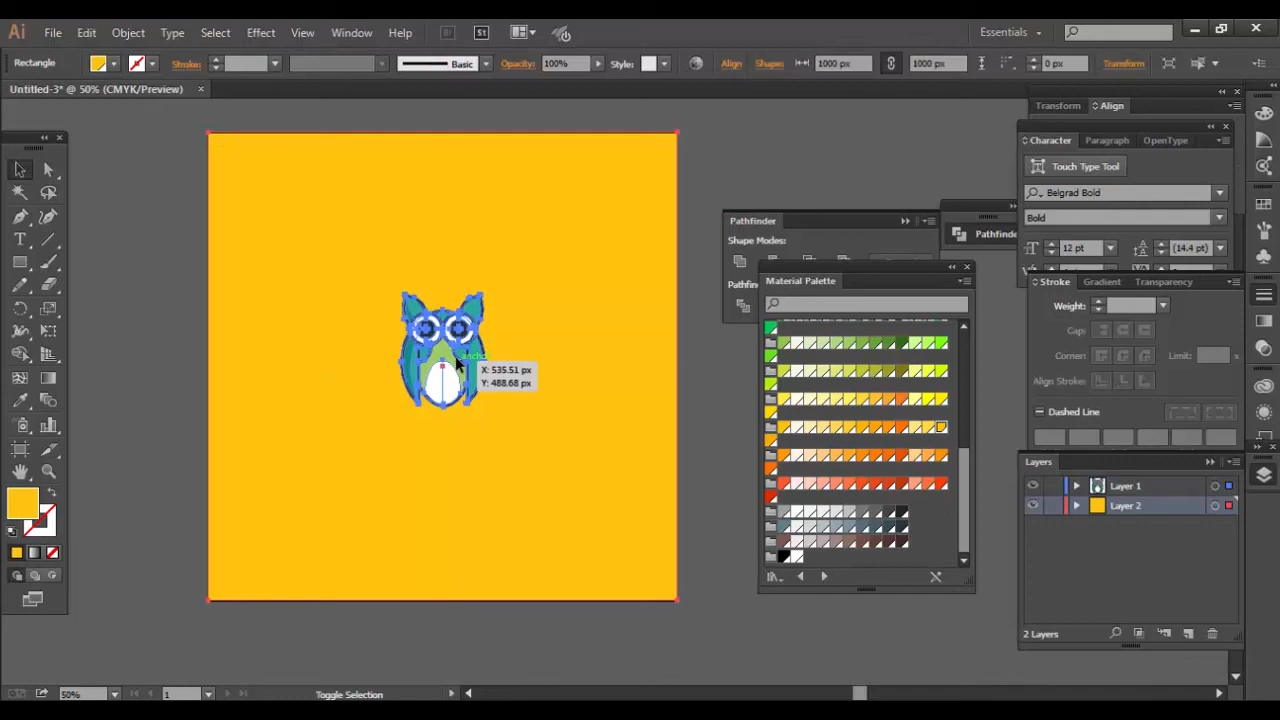 Ai File Edit Object Type Select Effect View Window Help Br St Essentials
Rectangle Stroke: Basic Opacity: 100% Style: Align Shape: 1000 px 1000 px 0 px Transform
Untitled-3* @ 50% (CMYK/Preview)
Transform Align
Character Paragraph OpenType
Touch Type Tool
Belgrad Bold
Bold
12 pt (14.4 pt)
Pathfinder
Shape Modes:
Pathfinder
Material Palette
Stroke Gradient Transparency
Weight:
Cap:
Corner: Limit:
Align Stroke:
Dashed Line
X: 535.51 px
Y: 488.68 px
Layers
Layer 1
Layer 2
2 Layers
50% 1 Toggle Selection